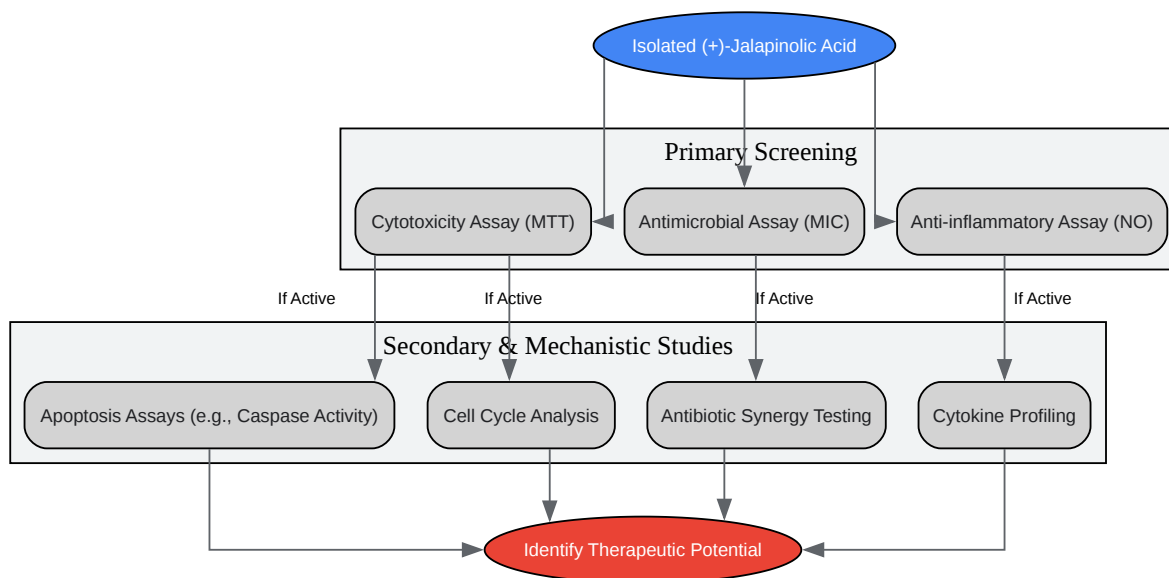 Isolated (+)-Jalapinolic Acid
Primary Screening
Cytotoxicity Assay (MTT)
Antimicrobial Assay (MIC)
Anti-inflammatory Assay (NO)
If Active
If Active
If Active
If Active
Secondary & Mechanistic Studies
Apoptosis Assays (e.g., Caspase Activity)
Cell Cycle Analysis
Antibiotic Synergy Testing
Cytokine Profiling
Identify Therapeutic Potential